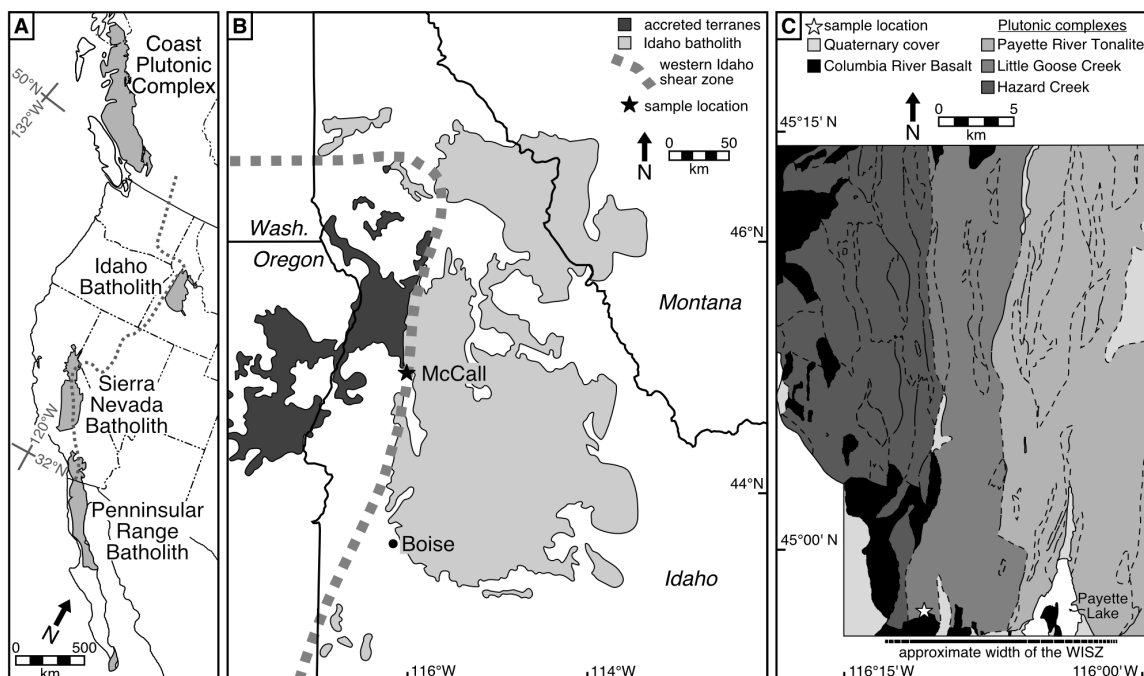 A
Coast
Plutonic
Complex
50°N
132°W
Idaho
Batholith
Sierra
Nevada
Batholith
120°W
32°N
Penninsular
Range
Batholith
N
0 500
km
B
accreted terranes
Idaho batholith
western Idaho
shear zone
sample location
N
0 50
km
Wash.
Oregon
46°N
Montana
McCall
44°N
Boise
Idaho
116°W
114°W
C
sample location
Quaternary cover
Columbia River Basalt
Plutonic complexes
Payette River Tonalite
Little Goose Creek
Hazard Creek
N
0 5
km
45°15' N
45°00' N
Payette
Lake
approximate width of the WISZ
116°15'W
116°00'W